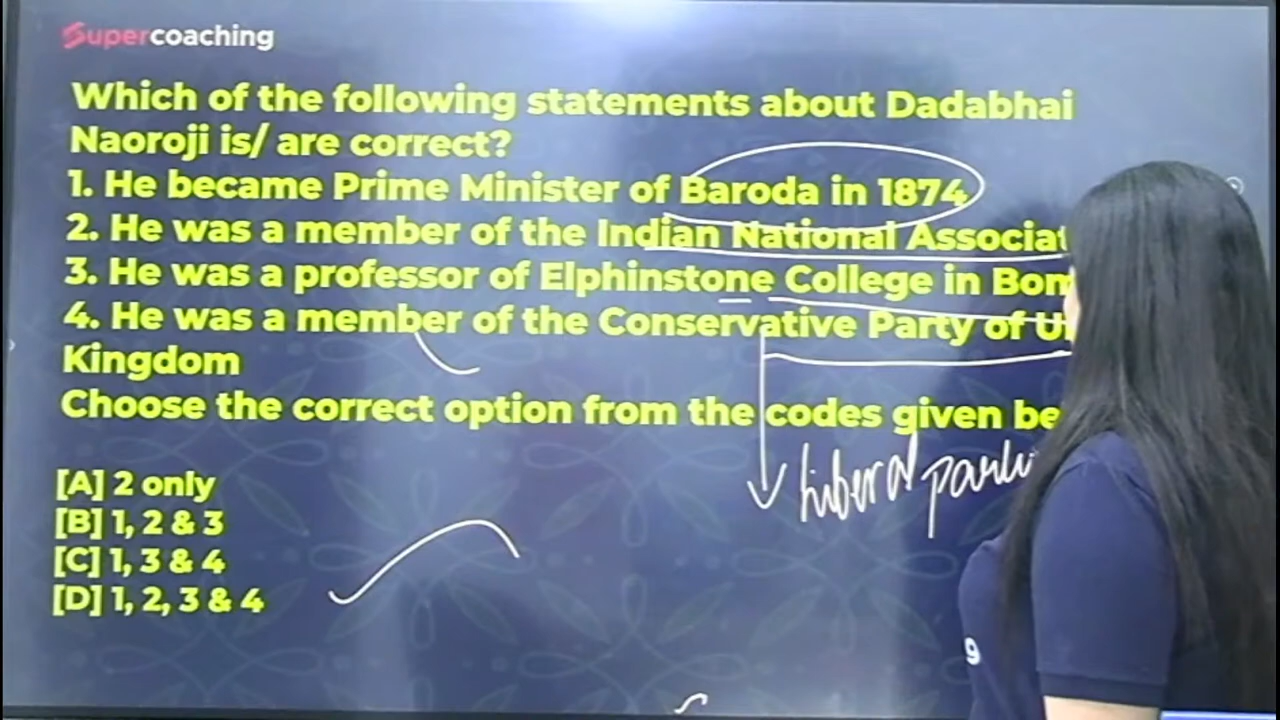 Supercoaching
Which of the following statements about Dadabhai
Naoroji is/ are correct?
1. He became Prime Minister of Baroda in 1874
2. He was a member of the Indian National
3. He was a professor of Elphinstone College in
4. He was a member of the Conservative Party of
Kingdom
Choose the correct option from the codes given
Liberal
[A] 2 only
[B] 1, 2 & 3
[C] 1, 3 & 4
[D] 1, 2, 3 & 4
9